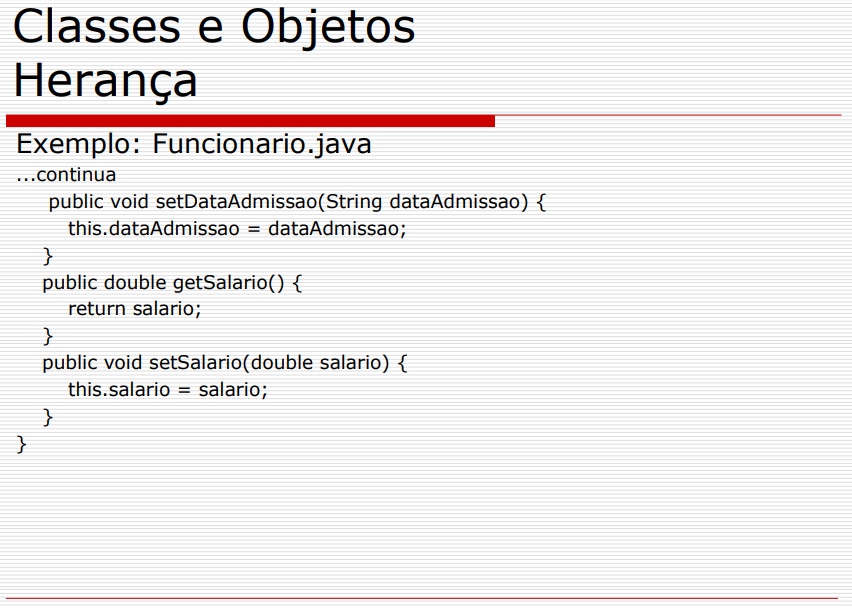 Classes e Objetos
Herança
Exemplo: Funcionario.java
...continua
public void setDataAdmissao(String dataAdmissao) {
this.dataAdmissao = dataAdmissao;
}
public double getSalario() {
return salario;
}
public void setSalario(double salario) {
this.salario = salario;
}
}